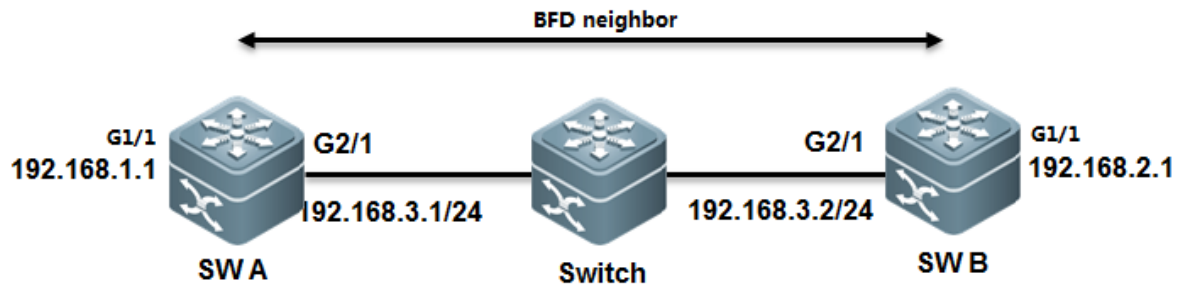 BFD neighbor
G1/1
192.168.1.1
G2/1
192.168.3.1/24
SW A
Switch
G2/1
192.168.3.2/24
SW B
G1/1
192.168.2.1